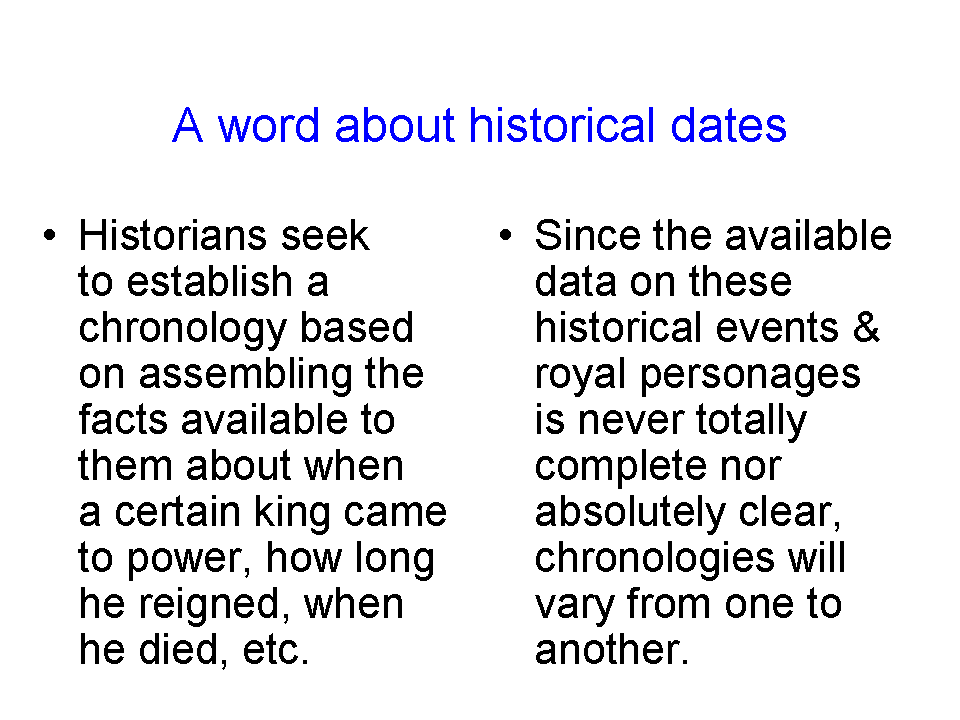 A word about historical dates
• Historians seek
to establish a
chronology based
on assembling the
facts available to
them about when
a certain king came
to power, how long
he reigned, when
he died, etc.
• Since the available
data on these
historical events &
royal personages
is never totally
complete nor
absolutely clear,
chronologies will
vary from one to
another.